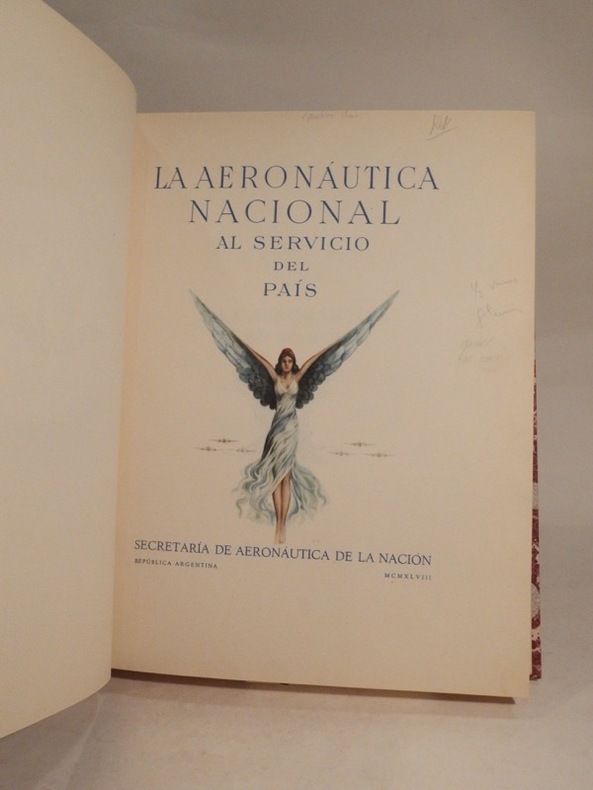 LA AERONÁUTICA
NACIONAL
AL SERVICIO
DEL
PAÍS
SECRETARÍA DE AERONÁUTICA DE LA NACIÓN
REPÚBLICA ARGENTINA
MCMXLVIII